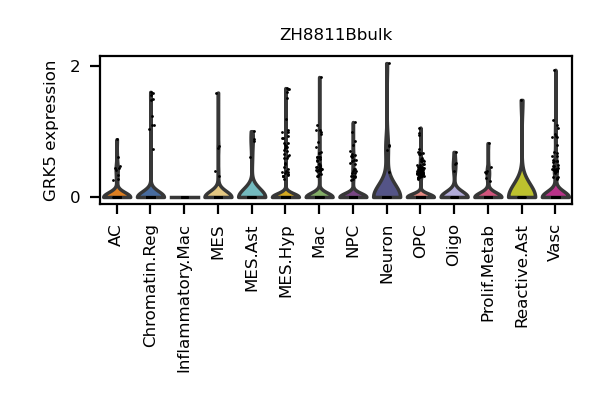 ZH8811Bbulk
GRK5 expression
2
0
AC
Chromatin.Reg
Inflammatory.Mac
MES
MES.Ast
MES.Hyp
Mac
NPC
Neuron
OPC
Oligo
Prolif.Metab
Reactive.Ast
Vasc